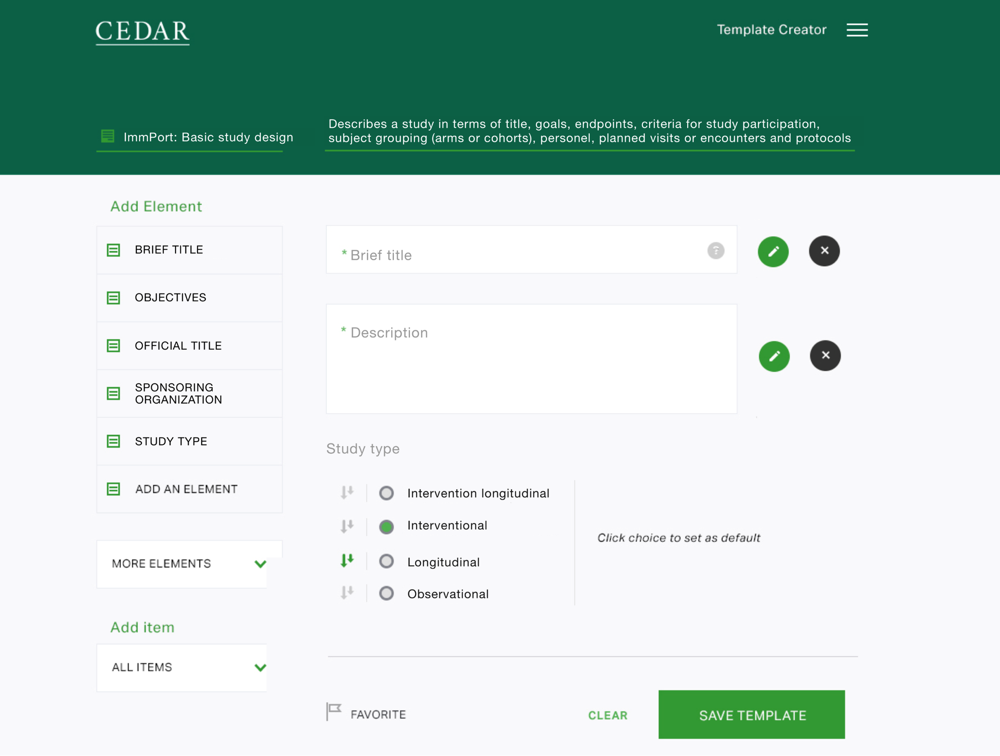 CEDAR
Template Creator
ImmPort: Basic study design
Describes a study in terms of title, goals, endpoints, criteria for study participation,
subject grouping (arms or cohorts), personel, planned visits or encounters and protocols
Add Element
BRIEF TITLE
OBJECTIVES
OFFICIAL TITLE
SPONSORING
ORGANIZATION
STUDY TYPE
ADD AN ELEMENT
MORE ELEMENTS
Add item
ALL ITEMS
* Brief title
?
* Description
Study type
Intervention longitudinal
Interventional
Longitudinal
Observational
Click choice to set as default
FAVORITE
CLEAR
SAVE TEMPLATE